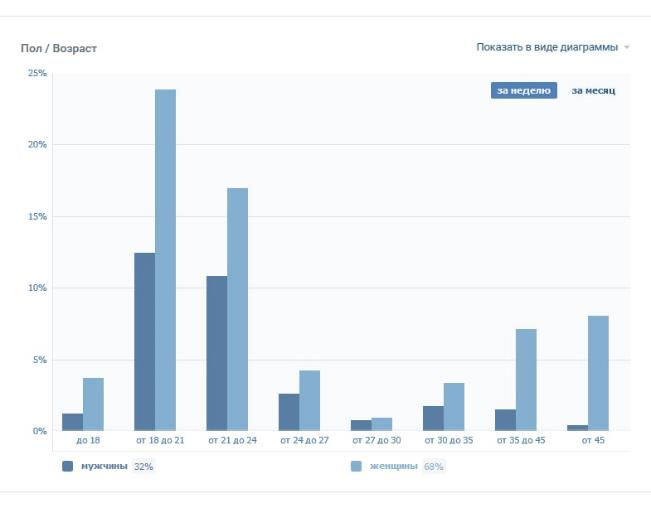 Пол / Возраст
Показать в виде диаграммы
за неделю за месяц
25%
20%
15%
10%
5%
0%
до 18 от 18 до 21 от 21 до 24 от 24 до 27 от 27 до 30 от 30 до 35 от 35 до 45 от 45
мужчины 32% женщины 68%